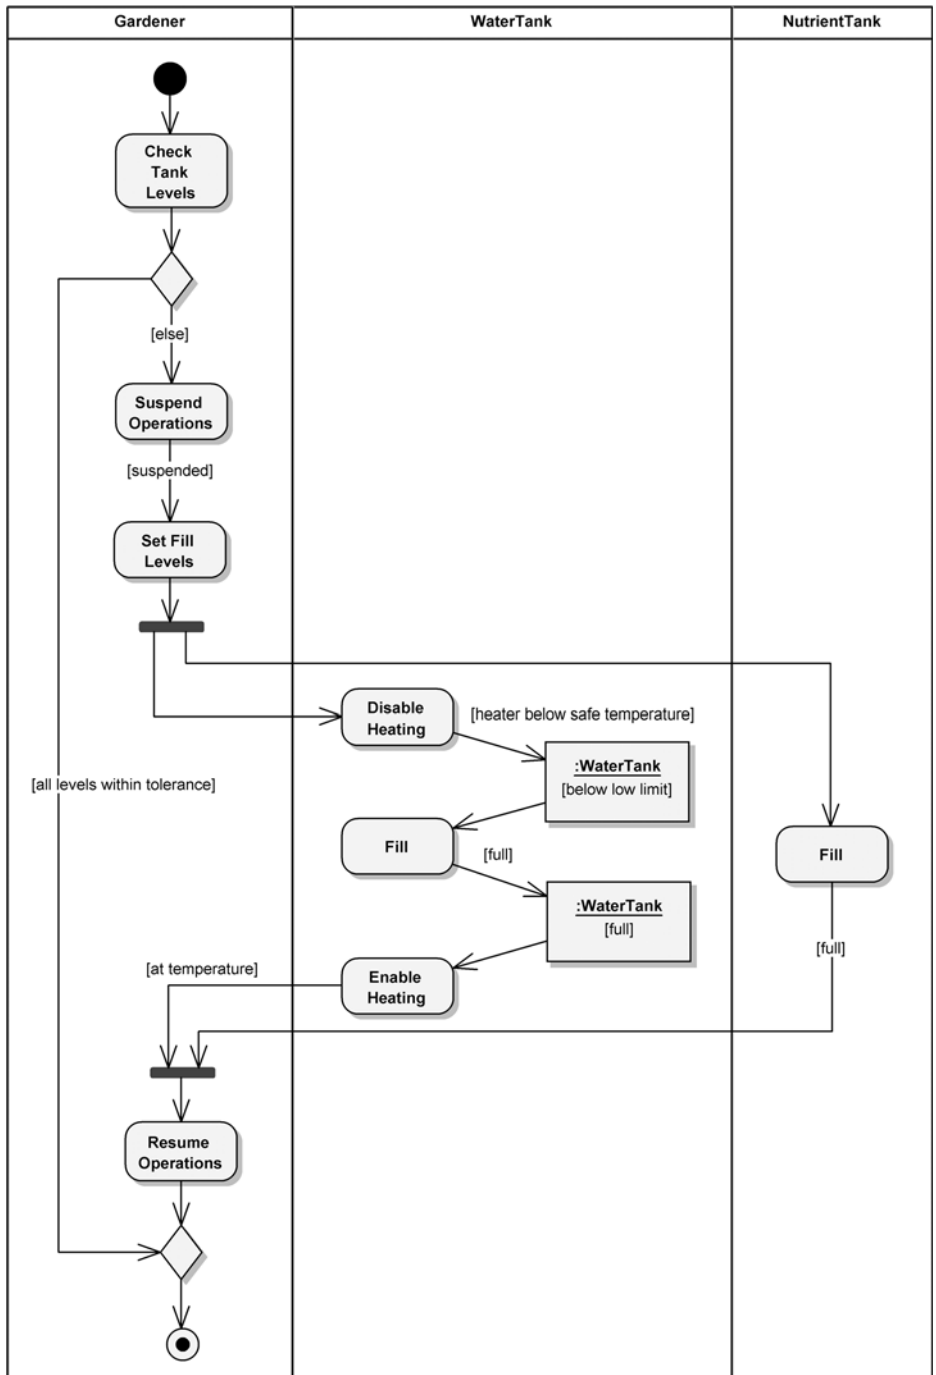 Gardener
WaterTank
NutrientTank
Check
Tank
Levels
[else]
Suspend
Operations
[suspended]
Set Fill
Levels
Disable
Heating
[heater below safe temperature]
:WaterTank
[below low limit]
[all levels within tolerance]
Fill
[full]
Fill
:WaterTank
[full]
[full]
[at temperature]
Enable
Heating
Resume
Operations